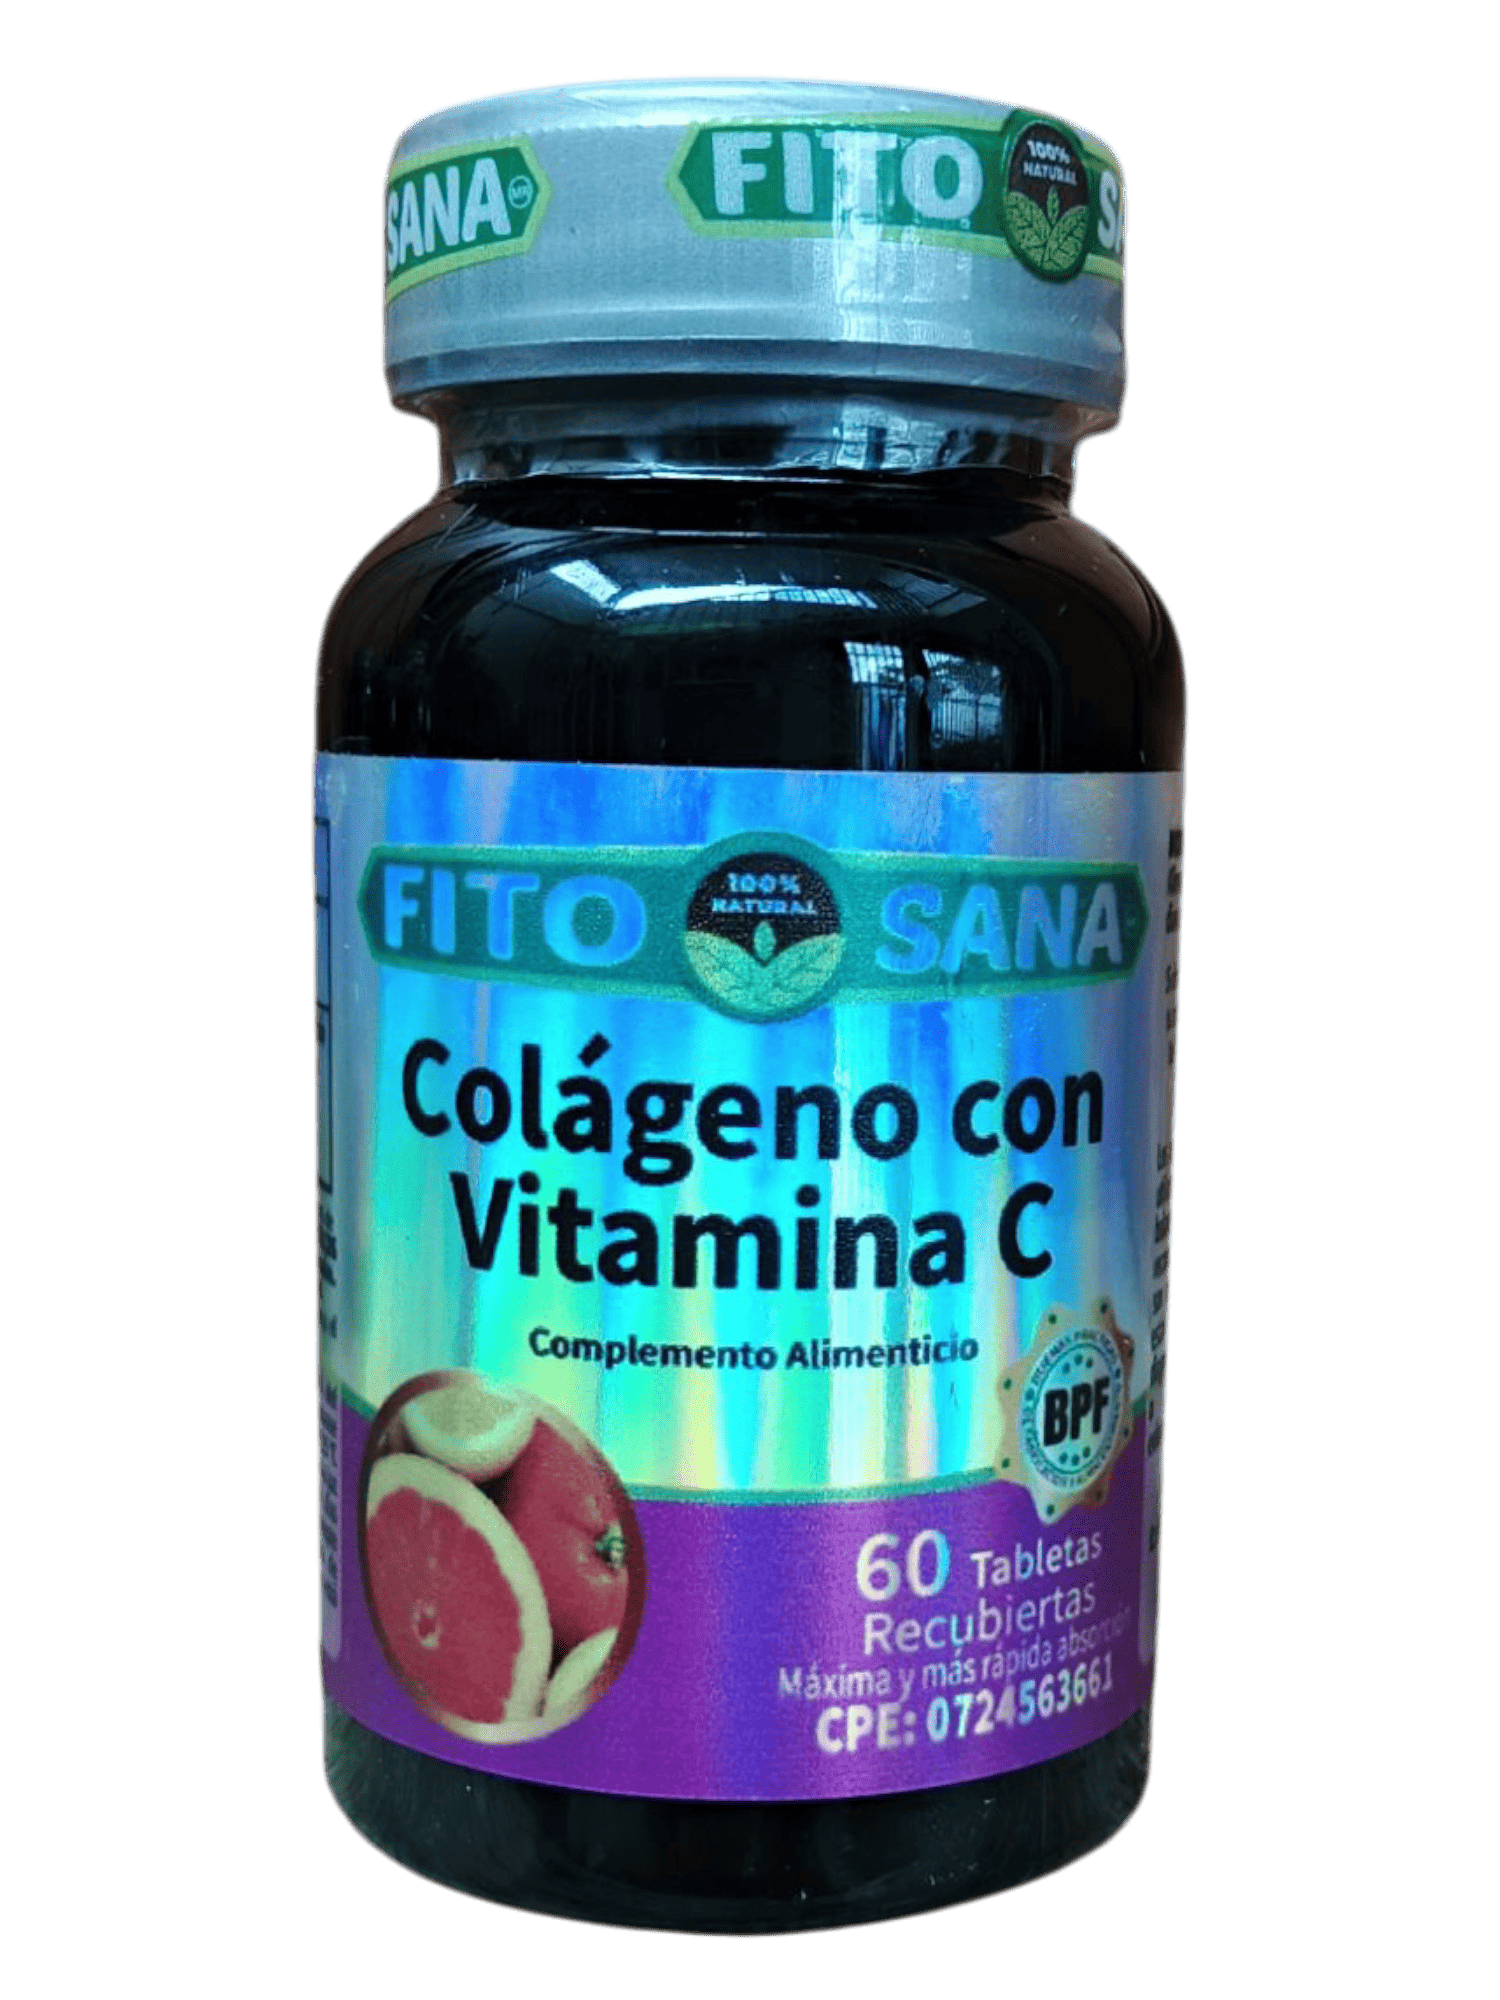 SANA MR
FITO
100%
NATURAL
FITO
100%
NATURAL
SANA
Colágeno con
Vitamina C
Complemento Alimenticio
BPF
60 Tabletas
Recubiertas
Máxima y más rápida absorción
CPE: 0724563661